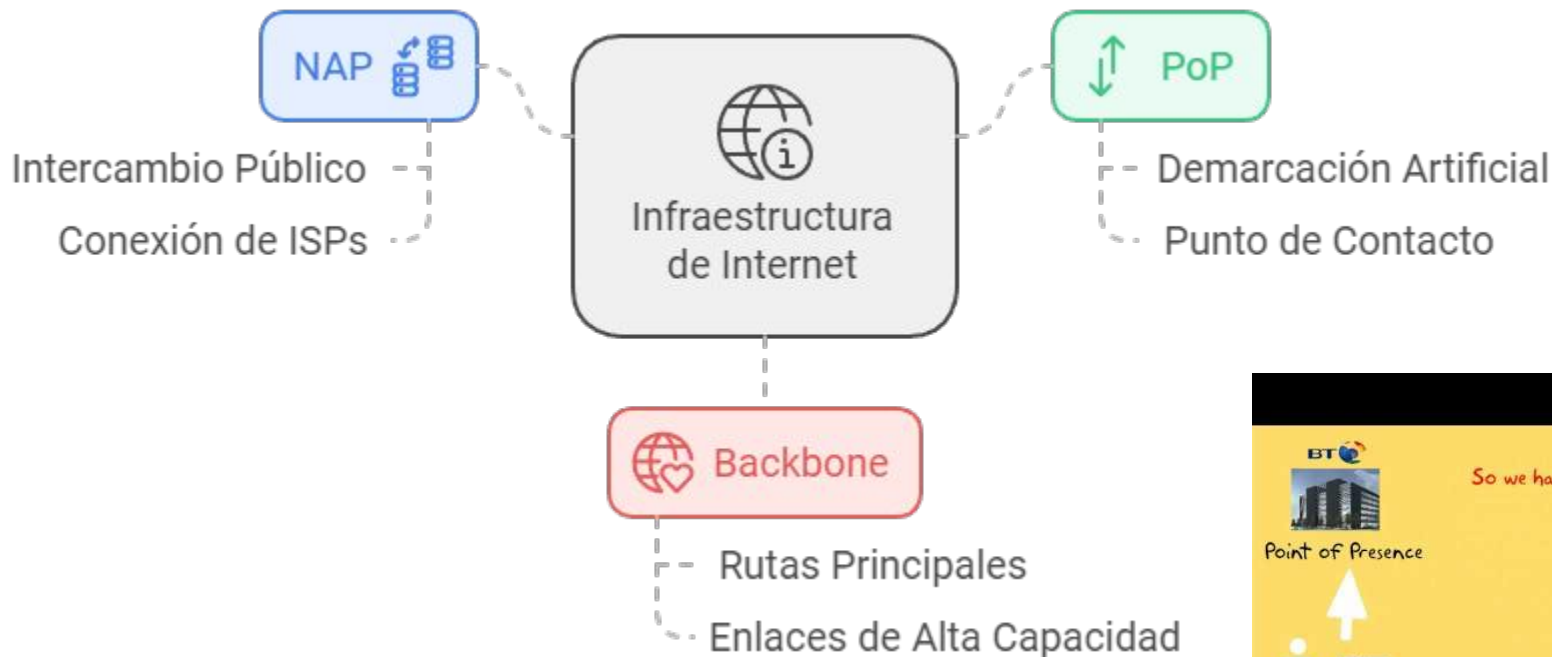 NAP
Intercambio Público
Conexión de ISPs
Infraestructura
de Internet
PoP
Demarcación Artificial
Punto de Contacto
Backbone
Rutas Principales
Enlaces de Alta Capacidad
BT
So we ha
Point of Presence